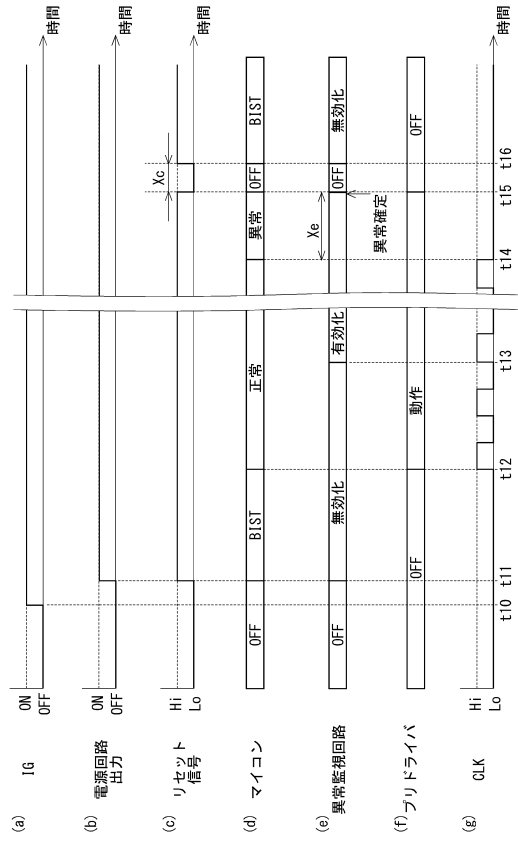 (a) IG
ON
OFF
時間
(b) 電源回路
出力
ON
OFF
時間
(c) リセット
信号
Hi
Lo
Xc
時間
(d) マイコン
OFF
BIST
正常
異常
OFF
BIST
(e) 異常監視回路
OFF
無効化
有効化
Xe
OFF
無効化
異常確定
(f) プリドライバ
OFF
動作
OFF
(g) CLK
Hi
Lo
時間
t10 t11 t12 t13 t14 t15 t16